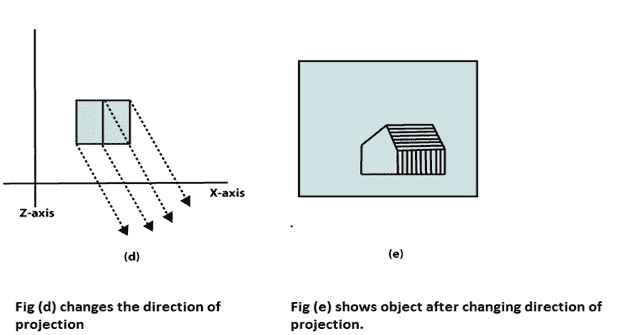 X-axis
Z-axis
(d)
(e)
Fig (d) changes the direction of
projection
Fig (e) shows object after changing direction of
projection.